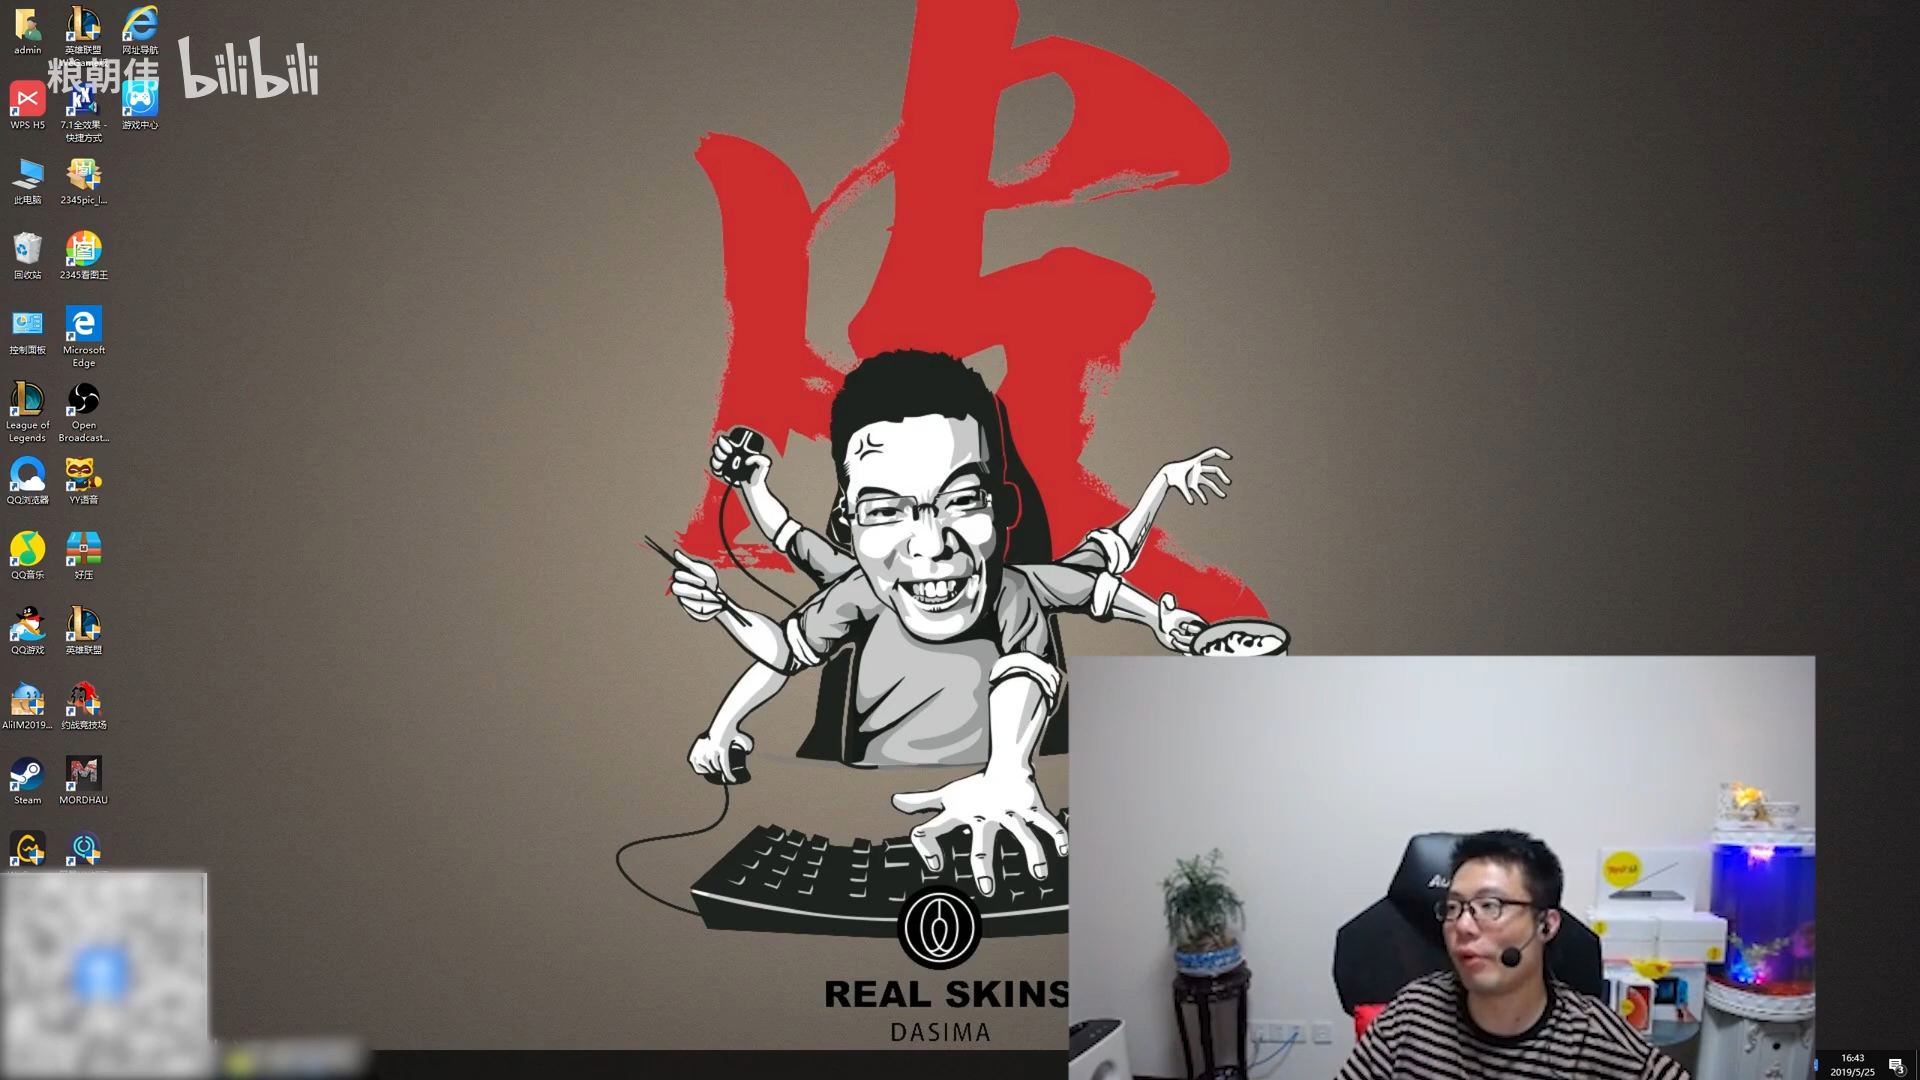 粮朝伟 bilibili
admin
英雄联盟
网址导航
WPS H5
7.1全效果 -
快捷方式
游戏中心
此电脑
2345pic_l...
回收站
2345看图王
控制面板
Microsoft
Edge
League of
Legends
Open
Broadcast...
QQ浏览器
YY语音
QQ音乐
好压
QQ游戏
英雄联盟
AliIM2019...
约战竞技场
Steam
MORDHAU
REAL SKINS
DASIMA
16:43
2019/5/25
3